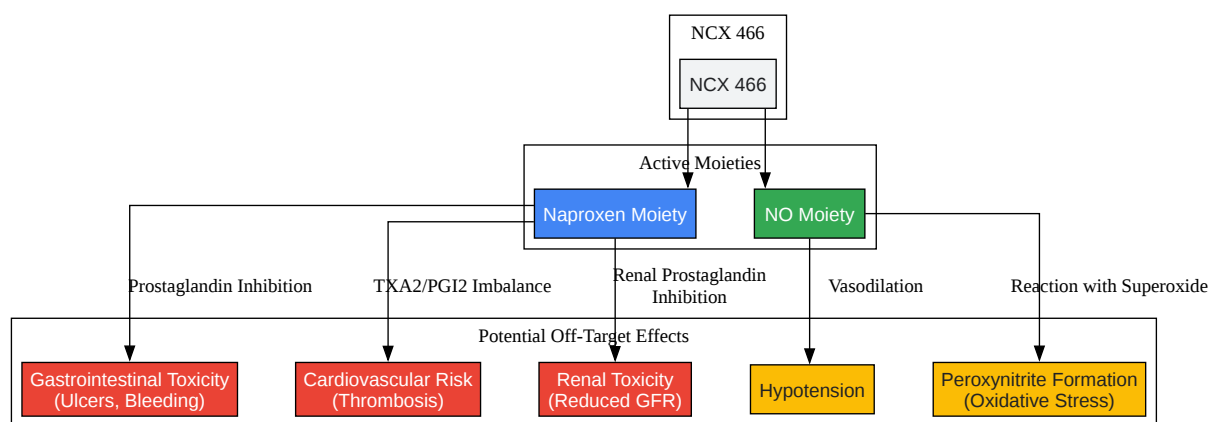 NCX 466
NCX 466
Active Moieties
Naproxen Moiety
NO Moiety
Prostaglandin Inhibition
TXA2/PGI2 Imbalance
Renal Prostaglandin
Inhibition
Vasodilation
Reaction with Superoxide
Potential Off-Target Effects
Gastrointestinal Toxicity
(Ulcers, Bleeding)
Cardiovascular Risk
(Thrombosis)
Renal Toxicity
(Reduced GFR)
Hypotension
Peroxynitrite Formation
(Oxidative Stress)